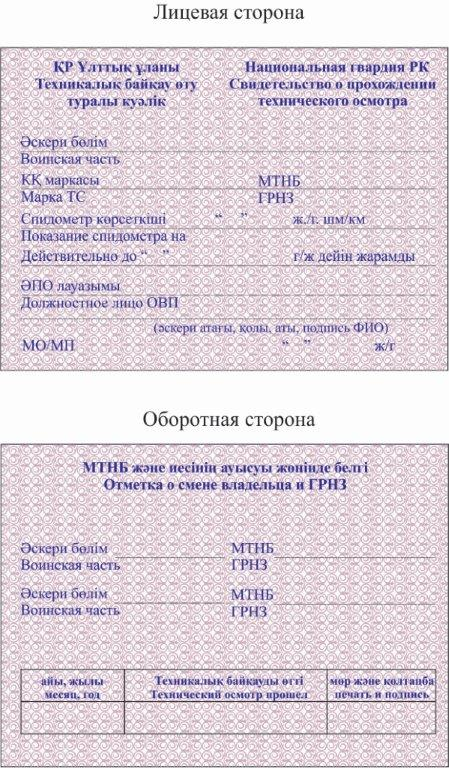 Лицевая сторона
ҚР Ұлттық ұланы Национальная гвардия РК
Техникалық байқау өту Свидетельство о прохождении
туралы куәлік технического осмотра
Әскери бөлім
Воинская часть
КҚ маркасы МТНБ
Марка ТС ГРНЗ
Спидометр көрсеткіші “ ” ж./г. шм/км
Показание спидометра на
Действительно до “ ” г/ж дейін жарамды
ӘПО лауазымы
Должностное лицо ОВП
(әскери атағы, қолы, аты, подпись ФИО)
МО/МП “ ” ж/г
Оборотная сторона
МТНБ және иесінің ауысуы жөнінде белгі
Отметка о смене владельца и ГРНЗ
Әскери бөлім МТНБ
Воинская часть ГРНЗ
Әскери бөлім МТНБ
Воинская часть ГРНЗ
айы, жылы Техникалық байқауды өтті мөр және қолтаңба
месяц, год Технический осмотр прошел печать и подпись